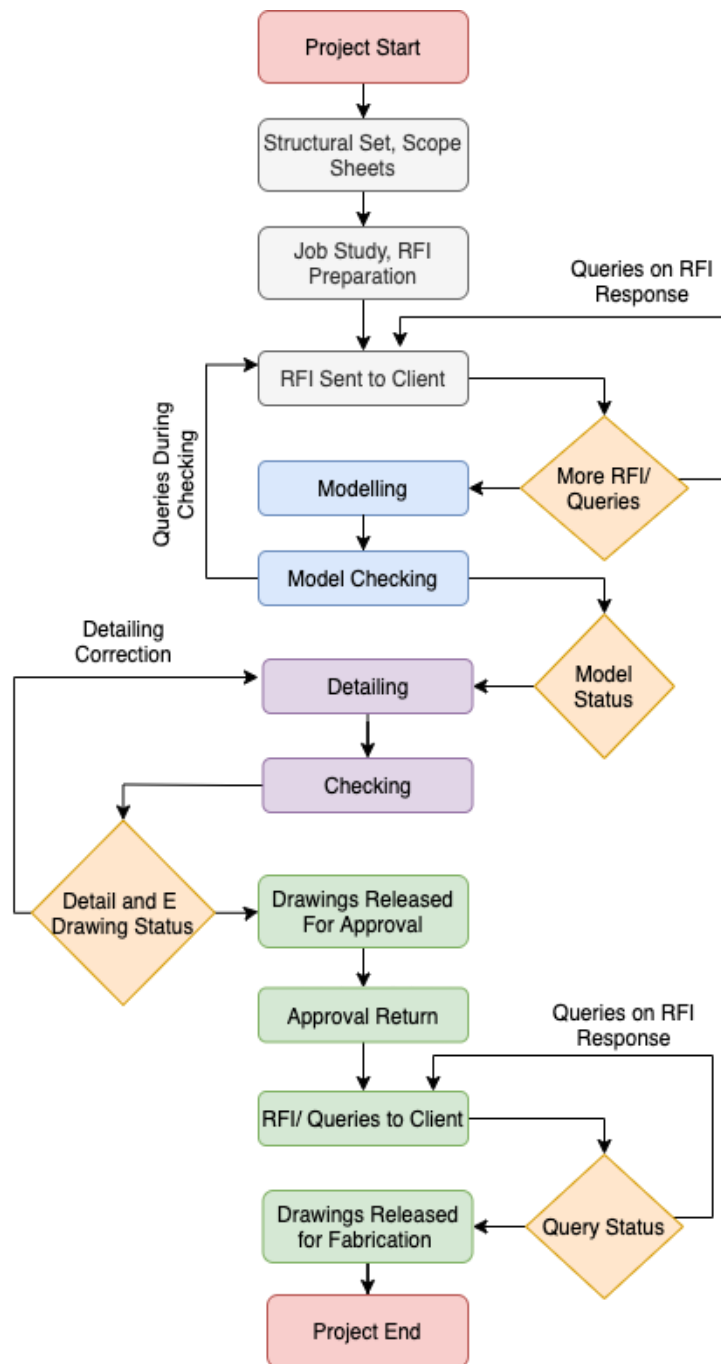 Project Start
Structural Set, Scope
Sheets
Job Study, RFI
Preparation
Queries on RFI
Response
RFI Sent to Client
Queries During
Checking
More RFI/
Queries
Modelling
Model Checking
Detailing
Correction
Model
Status
Detailing
Checking
Detail and E
Drawing Status
Drawings Released
For Approval
Approval Return
Queries on RFI
Response
RFI/ Queries to Client
Query Status
Drawings Released
for Fabrication
Project End